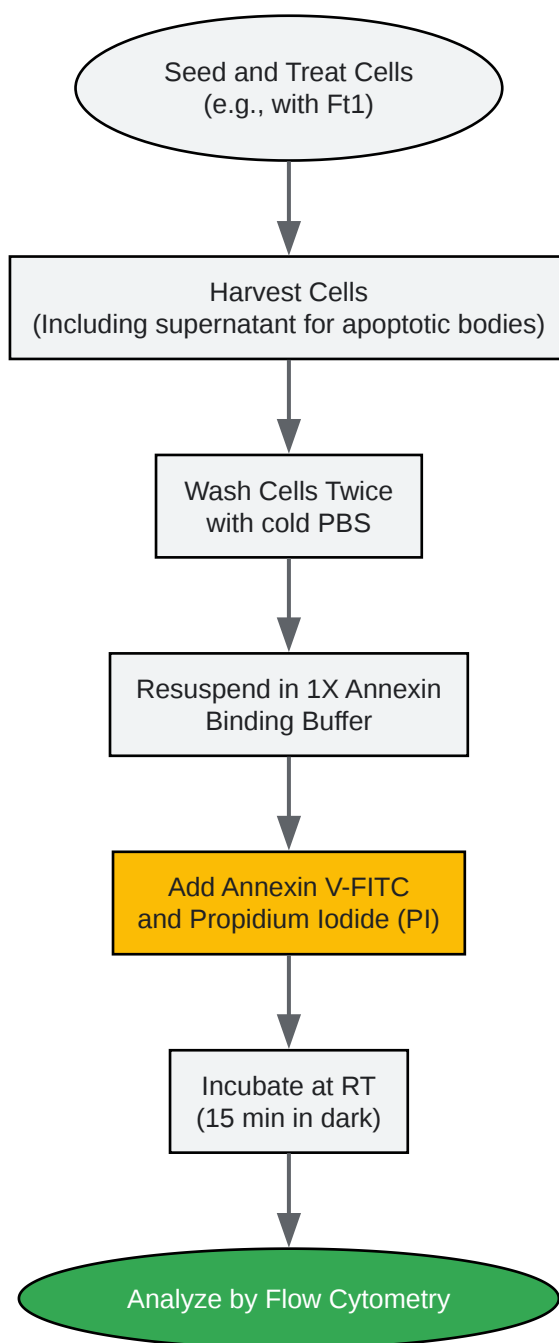 Seed and Treat Cells
(e.g., with Ft1)
Harvest Cells
(Including supernatant for apoptotic bodies)
Wash Cells Twice
with cold PBS
Resuspend in 1X Annexin
Binding Buffer
Add Annexin V-FITC
and Propidium Iodide (PI)
Incubate at RT
(15 min in dark)
Analyze by Flow Cytometry